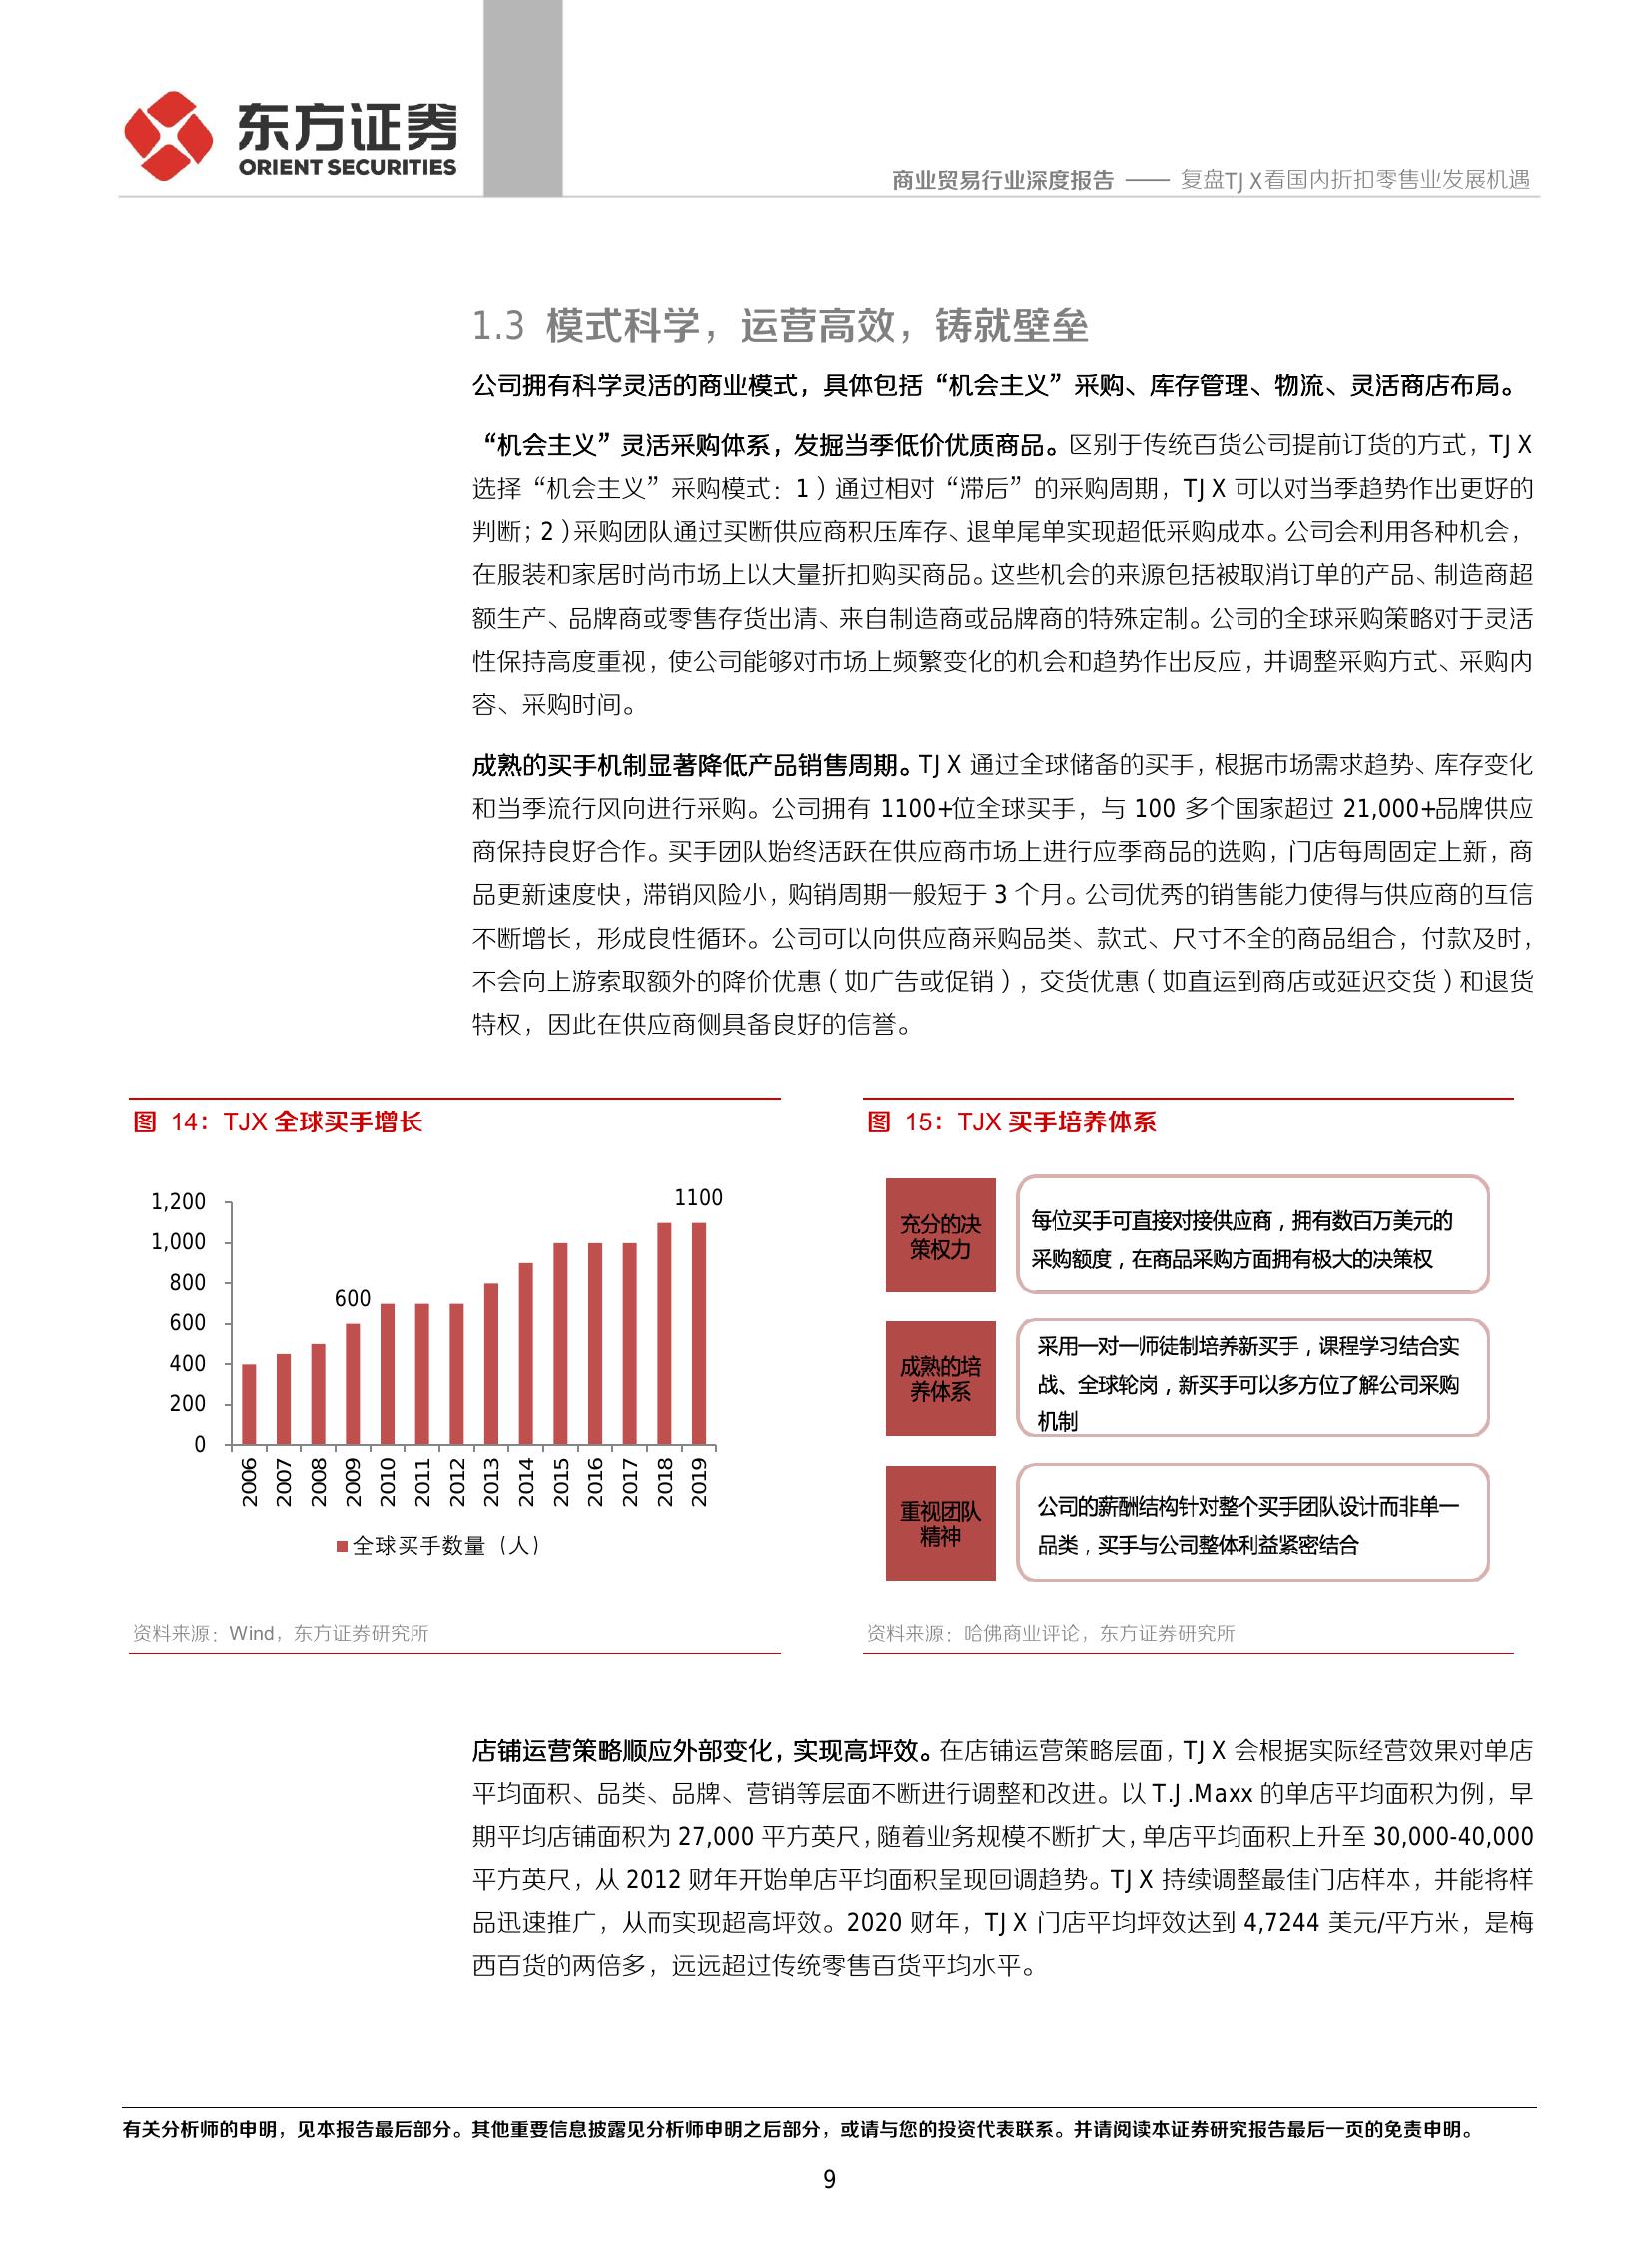 东方证券
ORIENT SECURITIES
商业贸易行业深度报告 —— 复盘TJX看国内折扣零售业发展机遇
1.3 模式科学，运营高效，铸就壁垒
公司拥有科学灵活的商业模式，具体包括“机会主义”采购、库存管理、物流、灵活商店布局。
“机会主义”灵活采购体系，发掘当季低价优质商品。区别于传统百货公司提前订货的方式，TJX
选择“机会主义”采购模式：1）通过相对“滞后”的采购周期，TJX 可以对当季趋势作出更好的
判断；2）采购团队通过买断供应商积压库存、退单尾单实现超低采购成本。公司会利用各种机会，
在服装和家居时尚市场上以大量折扣购买商品。这些机会的来源包括被取消订单的产品、制造商超
额生产、品牌商或零售存货出清、来自制造商或品牌商的特殊定制。公司的全球采购策略对于灵活
性保持高度重视，使公司能够对市场上频繁变化的机会和趋势作出反应，并调整采购方式、采购内
容、采购时间。
成熟的买手机制显著降低产品销售周期。TJX 通过全球储备的买手，根据市场需求趋势、库存变化
和当季流行风向进行采购。公司拥有 1100+位全球买手，与 100 多个国家超过 21,000+品牌供应
商保持良好合作。买手团队始终活跃在供应商市场上进行应季商品的选购，门店每周固定上新，商
品更新速度快，滞销风险小，购销周期一般短于 3 个月。公司优秀的销售能力使得与供应商的互信
不断增长，形成良性循环。公司可以向供应商采购品类、款式、尺寸不全的商品组合，付款及时，
不会向上游索取额外的降价优惠（如广告或促销），交货优惠（如直运到商店或延迟交货）和退货
特权，因此在供应商侧具备良好的信誉。
图 14：TJX 全球买手增长
1,200
1,000
800
600
400
200
0
600
1100
2006
2007
2008
2009
2010
2011
2012
2013
2014
2015
2016
2017
2018
2019
全球买手数量（人）
资料来源：Wind，东方证券研究所
图 15：TJX 买手培养体系
充分的决
策权力
每位买手可直接对接供应商，拥有数百万美元的
采购额度，在商品采购方面拥有极大的决策权
成熟的培
养体系
采用一对一师徒制培养新买手，课程学习结合实
战、全球轮岗，新买手可以多方位了解公司采购
机制
重视团队
精神
公司的薪酬结构针对整个买手团队设计而非单一
品类，买手与公司整体利益紧密结合
资料来源：哈佛商业评论，东方证券研究所
店铺运营策略顺应外部变化，实现高坪效。在店铺运营策略层面，TJX 会根据实际经营效果对单店
平均面积、品类、品牌、营销等层面不断进行调整和改进。以 T.J.Maxx 的单店平均面积为例，早
期平均店铺面积为 27,000 平方英尺，随着业务规模不断扩大，单店平均面积上升至 30,000-40,000
平方英尺，从 2012 财年开始单店平均面积呈现回调趋势。TJX 持续调整最佳门店样本，并能将样
品迅速推广，从而实现超高坪效。2020 财年，TJX 门店平均坪效达到 4,7244 美元/平方米，是梅
西百货的两倍多，远远超过传统零售百货平均水平。
有关分析师的申明，见本报告最后部分。其他重要信息披露见分析师申明之后部分，或请与您的投资代表联系。并请阅读本证券研究报告最后一页的免责申明。
9